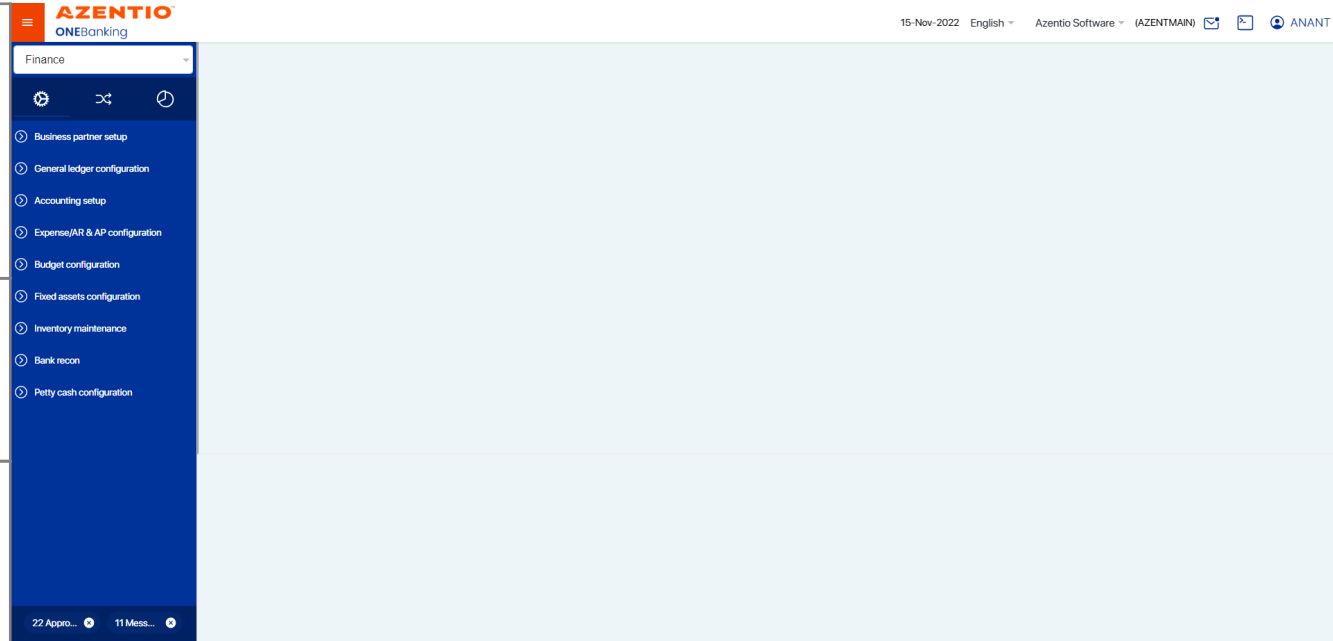 AZENTIO
ONEBanking
15-Nov-2022 English Azentio Software (AZENTMAIN) ANANT
Finance
Business partner setup
General ledger configuration
Accounting setup
Expense/AR & AP configuration
Budget configuration
Fixed assets configuration
Inventory maintenance
Bank recon
Petty cash configuration
22 Appro... 11 Mess...